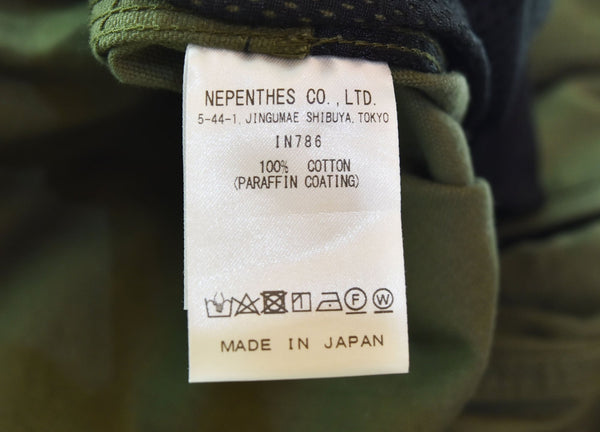 NEPENTHES CO.,LTD.
5-44-1, JINGUMAE SHIBUYA, TOKYO
IN786
100% COTTON
(PARAFFIN COATING)
F W
MADE IN JAPAN